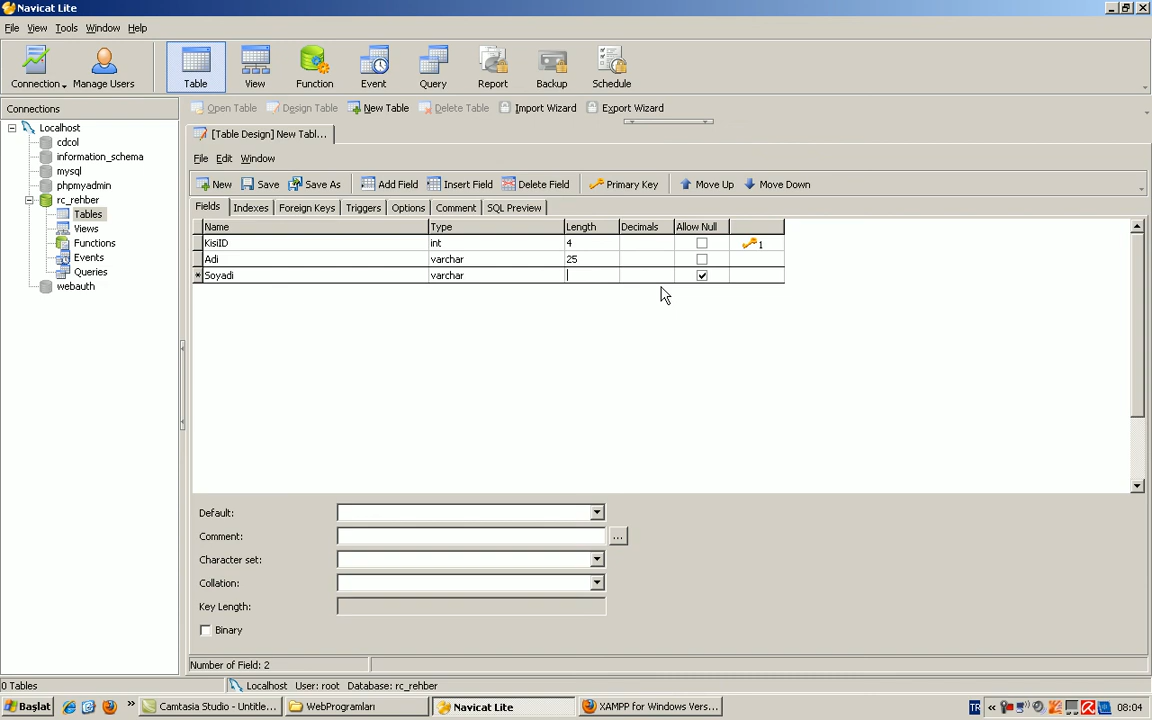 Navicat Lite
File View Tools Window Help
Connection Manage Users Table View Function Event Query Report Backup Schedule
Connections
Open Table Design Table New Table Delete Table Import Wizard Export Wizard
Localhost
cdcol
information_schema
mysql
phpmyadmin
rc_rehber
Tables
Views
Functions
Events
Queries
webauth
[Table Design] New Tabl...
File Edit Window
New Save Save As Add Field Insert Field Delete Field Primary Key Move Up Move Down
Fields Indexes Foreign Keys Triggers Options Comment SQL Preview
Name Type Length Decimals Allow Null
KisiID int 4 1
Adi varchar 25
* Soyadi varchar
Default:
Comment: ...
Character set:
Collation:
Key Length:
Binary
Number of Field: 2
0 Tables Localhost User: root Database: rc_rehber
Başlat » Camtasia Studio - Untitle... WebProgramları Navicat Lite XAMPP for Windows Vers... TR « 08:04